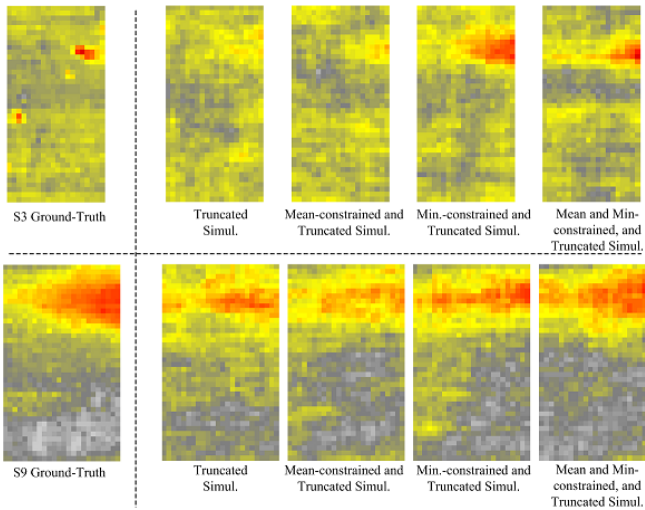 S3 Ground-Truth
Truncated
Simul.
Mean-constrained and
Truncated Simul.
Min.-constrained and
Truncated Simul.
Mean and Min-
constrained, and
Truncated Simul.
S9 Ground-Truth
Truncated
Simul.
Mean-constrained and
Truncated Simul.
Min.-constrained and
Truncated Simul.
Mean and Min-
constrained, and
Truncated Simul.